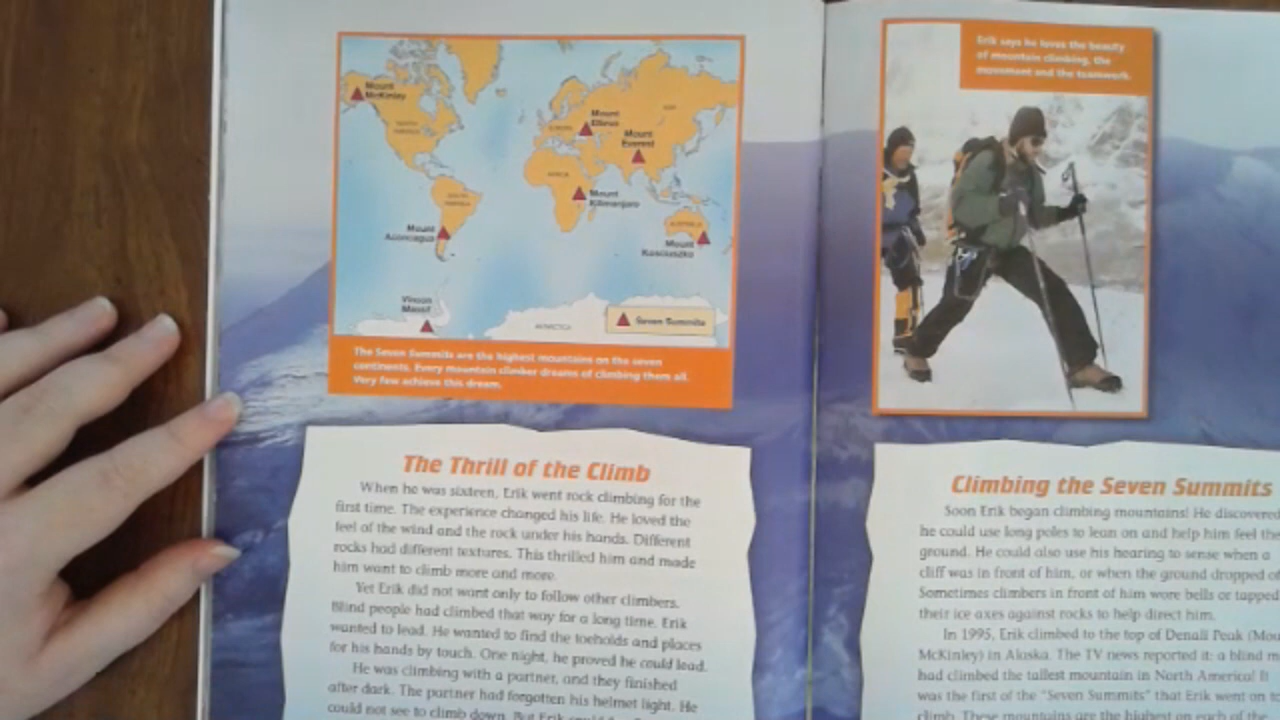 Mount
McKinley
NORTH
AMERICA
Mount
Elbrus
EUROPE
ASIA
Mount
Everest
AFRICA
Mount
Kilimanjaro
SOUTH
AMERICA
Mount
Aconcagua
AUSTRALIA
Mount
Kosciuszko
Vinson
Massif
ANTARCTICA
Seven Summits
The Seven Summits are the highest mountains on the seven
continents. Every mountain climber dreams of climbing them all.
Very few achieve this dream.
The Thrill of the Climb
When he was sixteen, Erik went rock climbing for the
first time. The experience changed his life. He loved the
feel of the wind and the rock under his hands. Different
rocks had different textures. This thrilled him and made
him want to climb more and more.
Yet Erik did not want only to follow other climbers.
Blind people had climbed that way for a long time. Erik
wanted to lead. He wanted to find the toeholds and places
for his hands by touch. One night, he proved he could lead.
He was climbing with a partner, and they finished
after dark. The partner had forgotten his helmet light. He
could not see to climb down. But Erik
Erik says he loves the beauty
of mountain climbing, the
movement and the teamwork.
Climbing the Seven Summits
Soon Erik began climbing mountains! He discovered
he could use long poles to lean on and help him feel the
ground. He could also use his hearing to sense when a
cliff was in front of him, or when the ground dropped of
Sometimes climbers in front of him wore bells or tapped
their ice axes against rocks to help direct him.
In 1995, Erik climbed to the top of Denali Peak (Mou
McKinley) in Alaska. The TV news reported it: a blind m
had climbed the tallest mountain in North America! It
was the first of the "Seven Summits" that Erik went on to
climb. These mountains are the highest on each of the